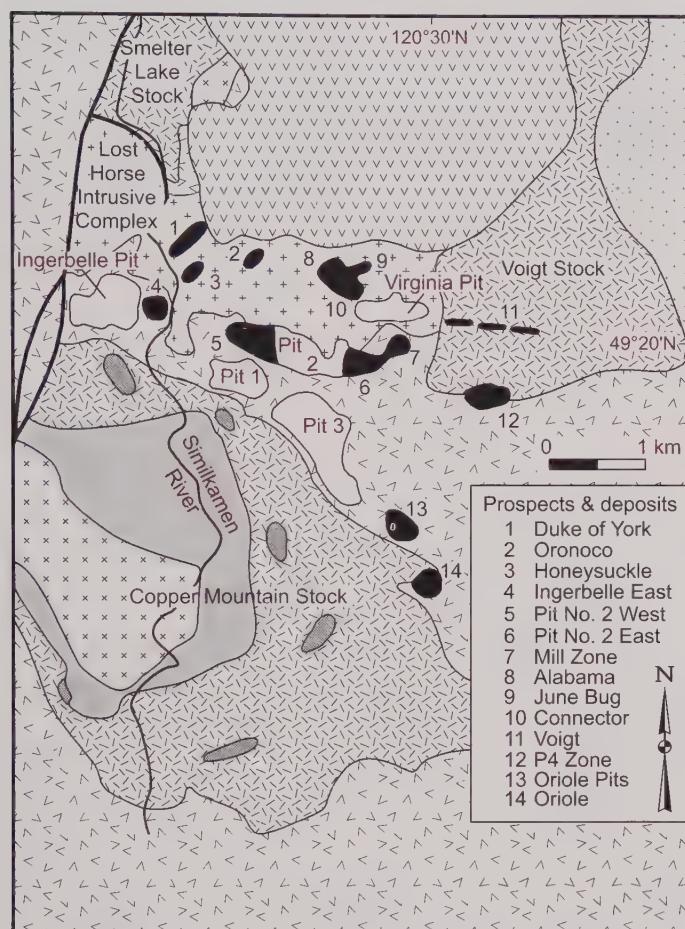 120°30'N
Smelter
Lake
Stock
Lost
Horse
Intrusive
Complex
1
2
3
Ingerbelle Pit
4
8
9
10
Virginia Pit
Voigt Stock
11
49°20'N
5
Pit
2
6
7
Pit 1
12
Pit 3
0 1 km
Similkamen
River
13
0
14
Copper Mountain Stock
Prospects & deposits
1 Duke of York
2 Oronoco
3 Honeysuckle
4 Ingerbelle East
5 Pit No. 2 West
6 Pit No. 2 East
7 Mill Zone
8 Alabama
9 June Bug
10 Connector
11 Voigt
12 P4 Zone
13 Oriole Pits
14 Oriole
N